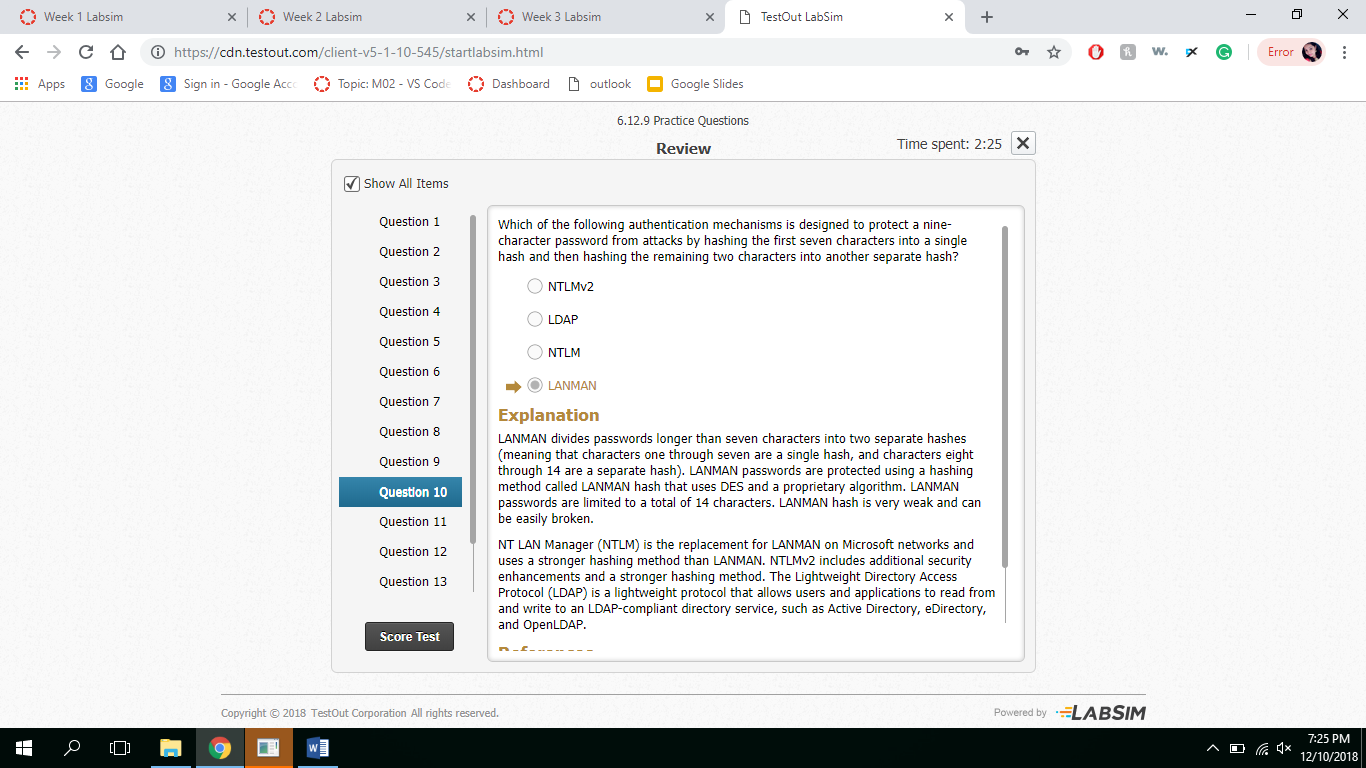 Week 1 Labsim
Week 2 Labsim
Week 3 Labsim
TestOut LabSim
https://cdn.testout.com/client-v5-1-10-545/startlabsim.html
Error
Apps
Google
Sign in - Google Acco
Topic: M02 - VS Code
Dashboard
outlook
Google Slides
6.12.9 Practice Questions
Review
Time spent: 2:25
Show All Items
Question 1
Question 2
Question 3
Question 4
Question 5
Question 6
Question 7
Question 8
Question 9
Question 10
Question 11
Question 12
Question 13
Score Test
Which of the following authentication mechanisms is designed to protect a nine-
character password from attacks by hashing the first seven characters into a single
hash and then hashing the remaining two characters into another separate hash?
NTLMv2
LDAP
NTLM
LANMAN
Explanation
LANMAN divides passwords longer than seven characters into two separate hashes
(meaning that characters one through seven are a single hash, and characters eight
through 14 are a separate hash). LANMAN passwords are protected using a hashing
method called LANMAN hash that uses DES and a proprietary algorithm. LANMAN
passwords are limited to a total of 14 characters. LANMAN hash is very weak and can
be easily broken.
NT LAN Manager (NTLM) is the replacement for LANMAN on Microsoft networks and
uses a stronger hashing method than LANMAN. NTLMv2 includes additional security
enhancements and a stronger hashing method. The Lightweight Directory Access
Protocol (LDAP) is a lightweight protocol that allows users and applications to read from
and write to an LDAP-compliant directory service, such as Active Directory, eDirectory,
and OpenLDAP.
References
Copyright © 2018 TestOut Corporation All rights reserved.
Powered by LABSIM
7:25 PM
12/10/2018